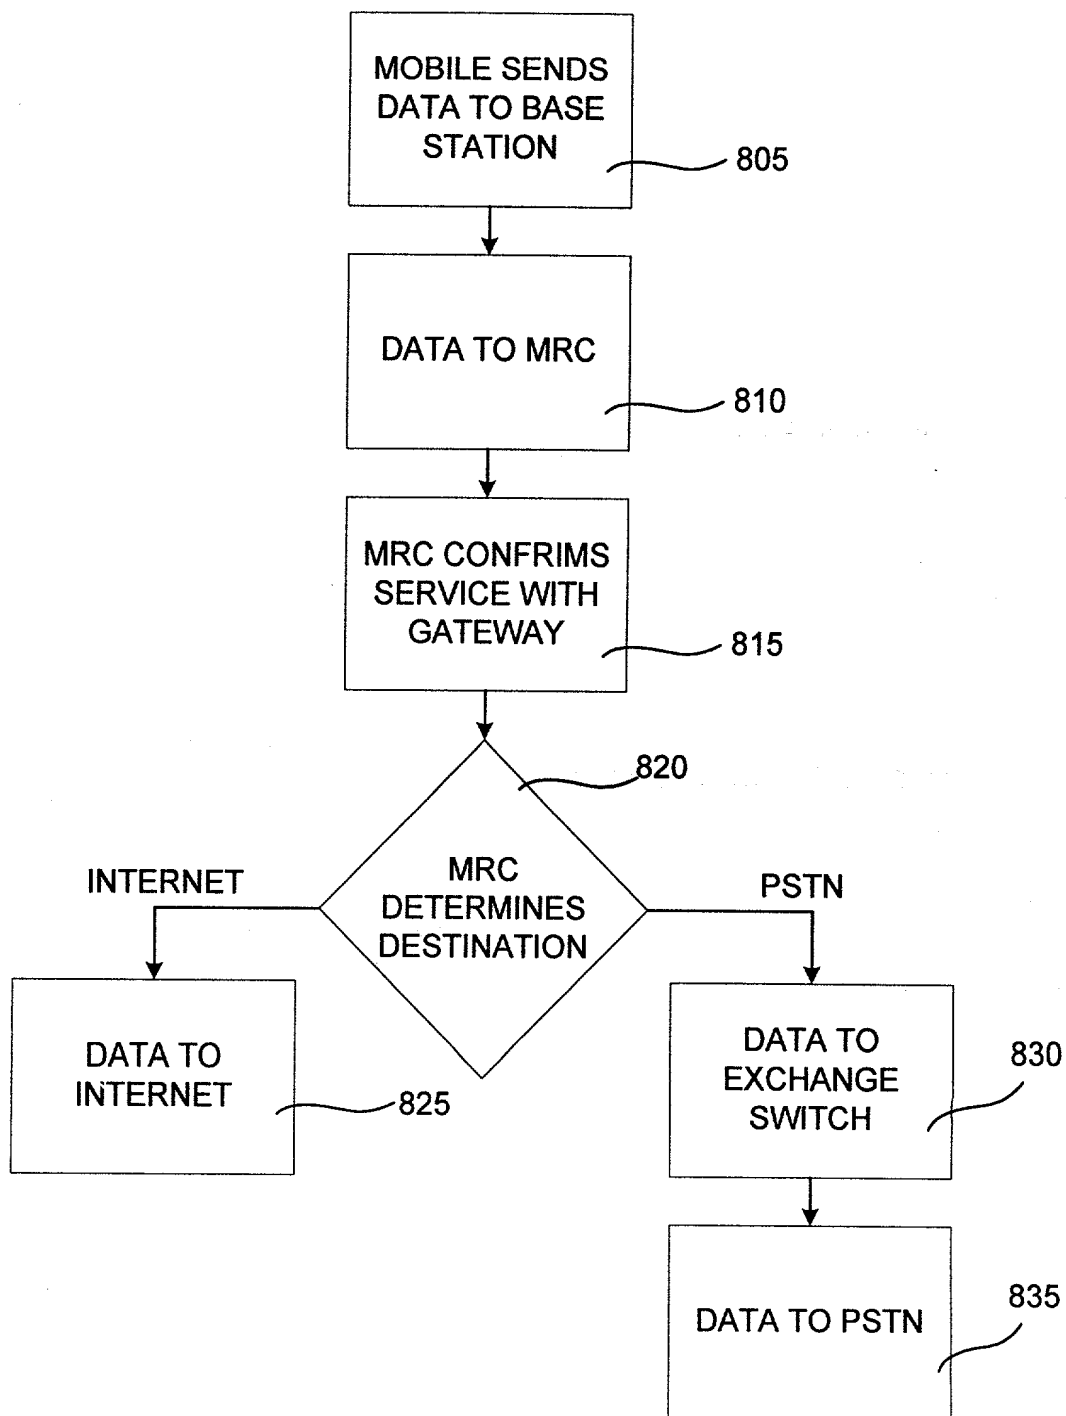 MOBILE SENDS
DATA TO BASE
STATION
805
DATA TO MRC
810
MRC CONFRIMS
SERVICE WITH
GATEWAY
815
820
MRC
DETERMINES
DESTINATION
INTERNET
PSTN
DATA TO
INTERNET
825
DATA TO
EXCHANGE
SWITCH
830
DATA TO PSTN
835